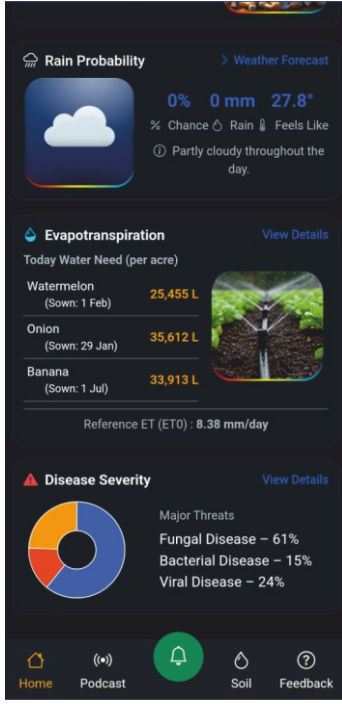 Rain Probability
> Weather Forecast
0% 0 mm 27.8°
% Chance Rain Feels Like
Partly cloudy throughout the
day.
Evapotranspiration
View Details
Today Water Need (per acre)
Watermelon
(Sown: 1 Feb)
25,455 L
Onion
(Sown: 29 Jan)
35,612 L
Banana
(Sown: 1 Jul)
33,913 L
Reference ET (ET0) : 8.38 mm/day
Disease Severity
View Details
Major Threats
Fungal Disease – 61%
Bacterial Disease – 15%
Viral Disease – 24%
Home
Podcast
Soil
Feedback